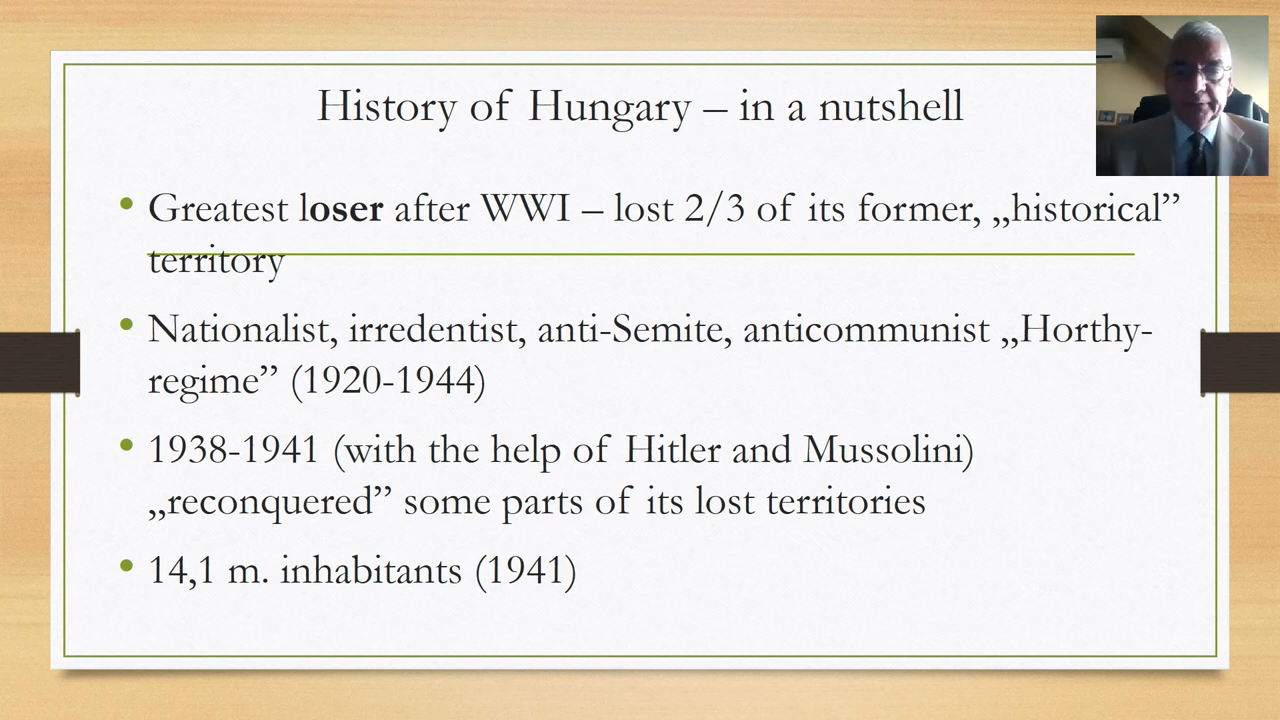 History of Hungary – in a nutshell
Greatest loser after WWI – lost 2/3 of its former, „historical”
territory
Nationalist, irredentist, anti-Semite, anticommunist „Horthy-
regime” (1920-1944)
1938-1941 (with the help of Hitler and Mussolini)
„reconquered” some parts of its lost territories
14,1 m. inhabitants (1941)